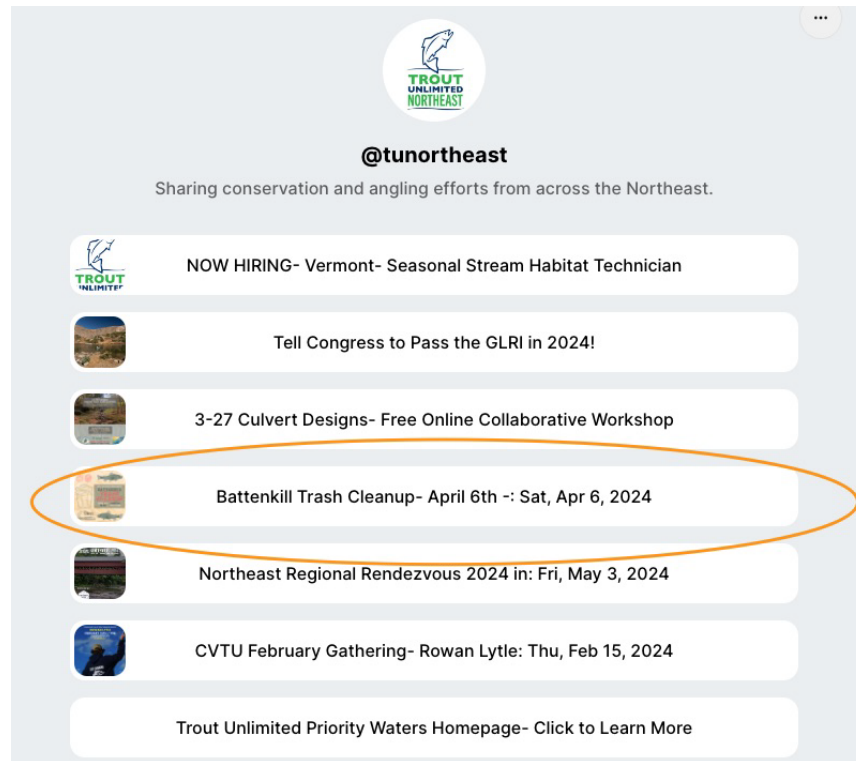 ...
TROUT
UNLIMITED
NORTHEAST
@tunortheast
Sharing conservation and angling efforts from across the Northeast.
TROUT
UNLIMITED
NOW HIRING- Vermont- Seasonal Stream Habitat Technician
Tell Congress to Pass the GLRI in 2024!
3-27 Culvert Designs- Free Online Collaborative Workshop
Battenkill Trash Cleanup- April 6th -: Sat, Apr 6, 2024
Northeast Regional Rendezvous 2024 in: Fri, May 3, 2024
CVTU February Gathering- Rowan Lytle: Thu, Feb 15, 2024
Trout Unlimited Priority Waters Homepage- Click to Learn More